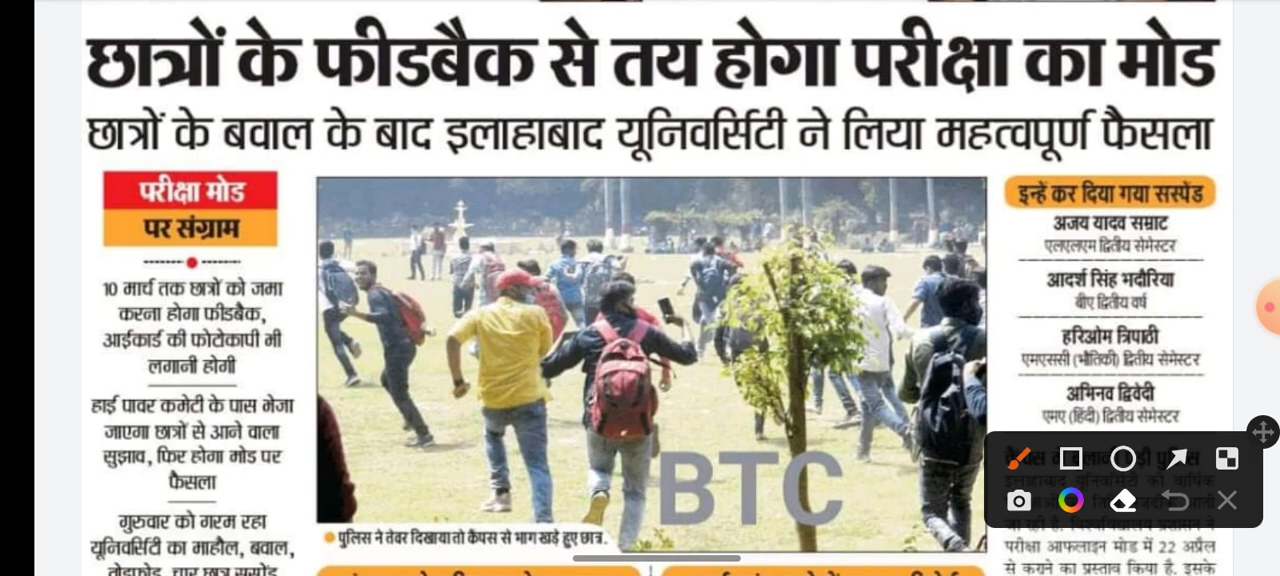 छात्रों के फीडबैक से तय होगा परीक्षा का मोड
छात्रों के बवाल के बाद इलाहाबाद यूनिवर्सिटी ने लिया महत्वपूर्ण फैसला
परीक्षा मोड
पर संग्राम
10 मार्च तक छात्रों को जमा
करना होगा फीडबैक,
आईकार्ड की फोटोकापी भी
लगानी होगी
हाई पावर कमेटी के पास भेजा
जाएगा छात्रों से आने वाला
सुझाव, फिर होगा मोड पर
फैसला
गुरुवार को गरम रहा
यूनिवर्सिटी का माहौल, बवाल,
BTC
पुलिस ने तेवर दिखाया तो कैंपस से भाग खड़े हुए छात्र.
इन्हें कर दिया गया सस्पेंड
अजय यादव सम्राट
एलएलएम द्वितीय सेमेस्टर
आदर्श सिंह भदौरिया
बीए द्वितीय वर्ष
हरिओम त्रिपाठी
एमएससी (भौतिकी) द्वितीय सेमेस्टर
अभिनव द्विवेदी
एमए (हिंदी) द्वितीय सेमेस्टर
परीक्षा आफलाइन मोड में 22 अप्रैल
से कराने का प्रस्ताव किया है. इसके